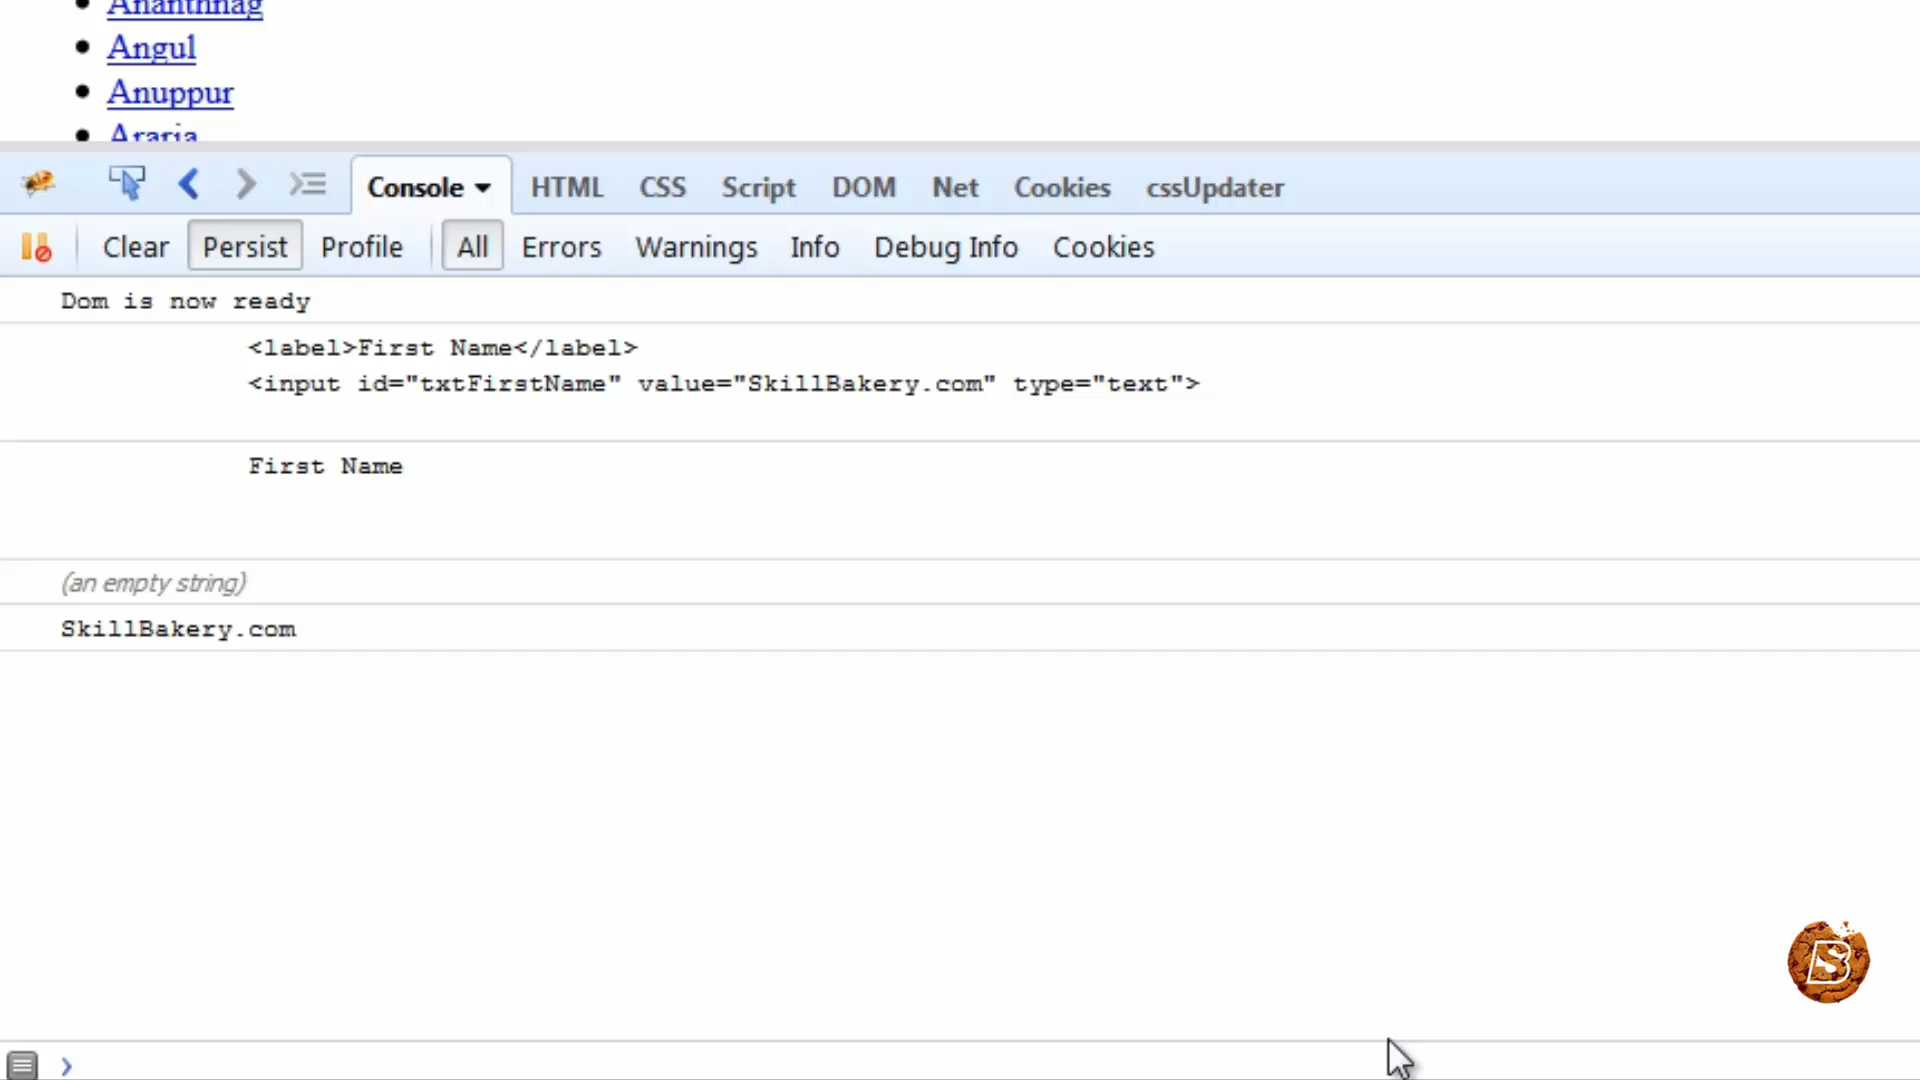 Ananthnag
Angul
Anuppur
Araria
Console HTML CSS Script DOM Net Cookies cssUpdater
Clear Persist Profile All Errors Warnings Info Debug Info Cookies
Dom is now ready
<label>First Name</label>
<input id="txtFirstName" value="SkillBakery.com" type="text">
First Name
(an empty string)
SkillBakery.com